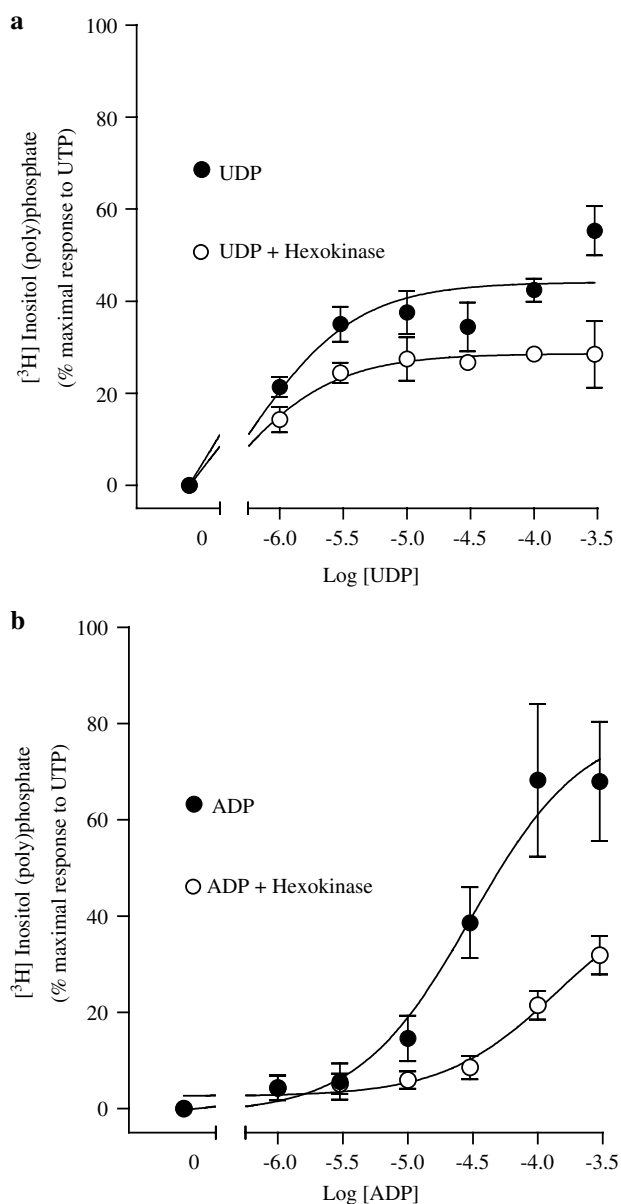 a
100
80
60
40
20
0
[³H] Inositol (poly)phosphate
(% maximal response to UTP)
UDP
UDP + Hexokinase
0 -6.0 -5.5 -5.0 -4.5 -4.0 -3.5
Log [UDP]
b
100
80
60
40
20
0
[³H] Inositol (poly)phosphate
(% maximal response to UTP)
ADP
ADP + Hexokinase
0 -6.0 -5.5 -5.0 -4.5 -4.0 -3.5
Log [ADP]